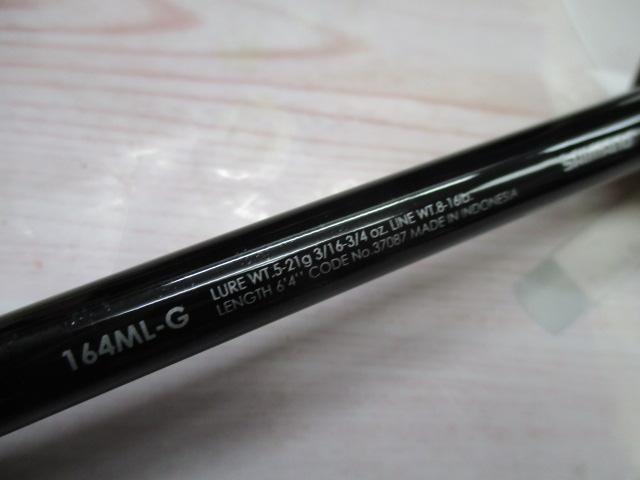 164ML-G
LURE WT.5-21g 3/16-3/4 oz. LINE WT.8-16lb.
LENGTH 6'4" CODE No.37087 MADE IN INDONESIA
SHIMANO